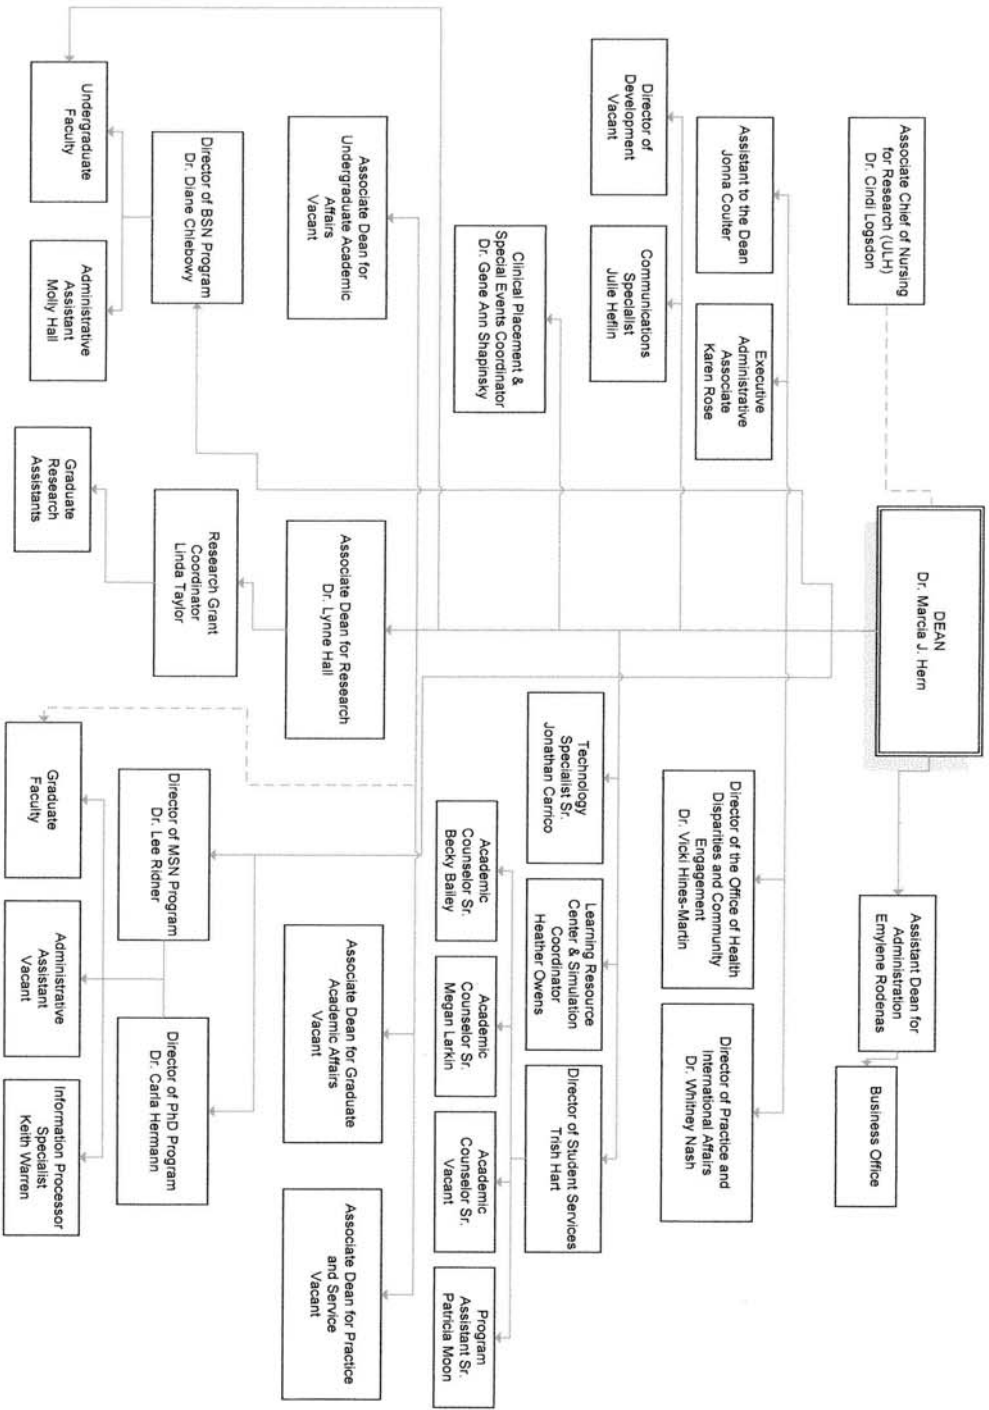 DEAN
Dr. Marcia J. Hern
Associate Chief of Nursing
for Research (ULH)
Dr. Cindi Logsdon
Assistant Dean for
Administration
Emylene Rodenas
Business Office
Assistant to the Dean
Jonna Coulter
Executive
Administrative
Associate
Karen Rose
Director of the Office of Health
Disparities and Community
Engagement
Dr. Vicki Hines-Martin
Director of Practice and
International Affairs
Dr. Whitney Nash
Director of
Development
Vacant
Communications
Specialist
Julie Heflin
Technology
Specialist Sr.
Jonathan Carrico
Learning Resource
Center & Simulation
Coordinator
Heather Owens
Director of Student Services
Trish Hart
Clinical Placement &
Special Events Coordinator
Dr. Gene Ann Shapinsky
Academic
Counselor Sr.
Becky Bailey
Academic
Counselor Sr.
Megan Larkin
Academic
Counselor Sr.
Vacant
Program
Assistant Sr.
Patricia Moon
Associate Dean for
Undergraduate Academic
Affairs
Vacant
Associate Dean for Research
Dr. Lynne Hall
Associate Dean for Graduate
Academic Affairs
Vacant
Associate Dean for Practice
and Service
Vacant
Director of BSN Program
Dr. Diane Chlebowy
Research Grant
Coordinator
Linda Taylor
Director of MSN Program
Dr. Lee Ridner
Director of PhD Program
Dr. Carla Hermann
Undergraduate
Faculty
Administrative
Assistant
Molly Hall
Graduate
Research
Assistants
Graduate
Faculty
Administrative
Assistant
Vacant
Information Processor
Specialist
Keith Warren